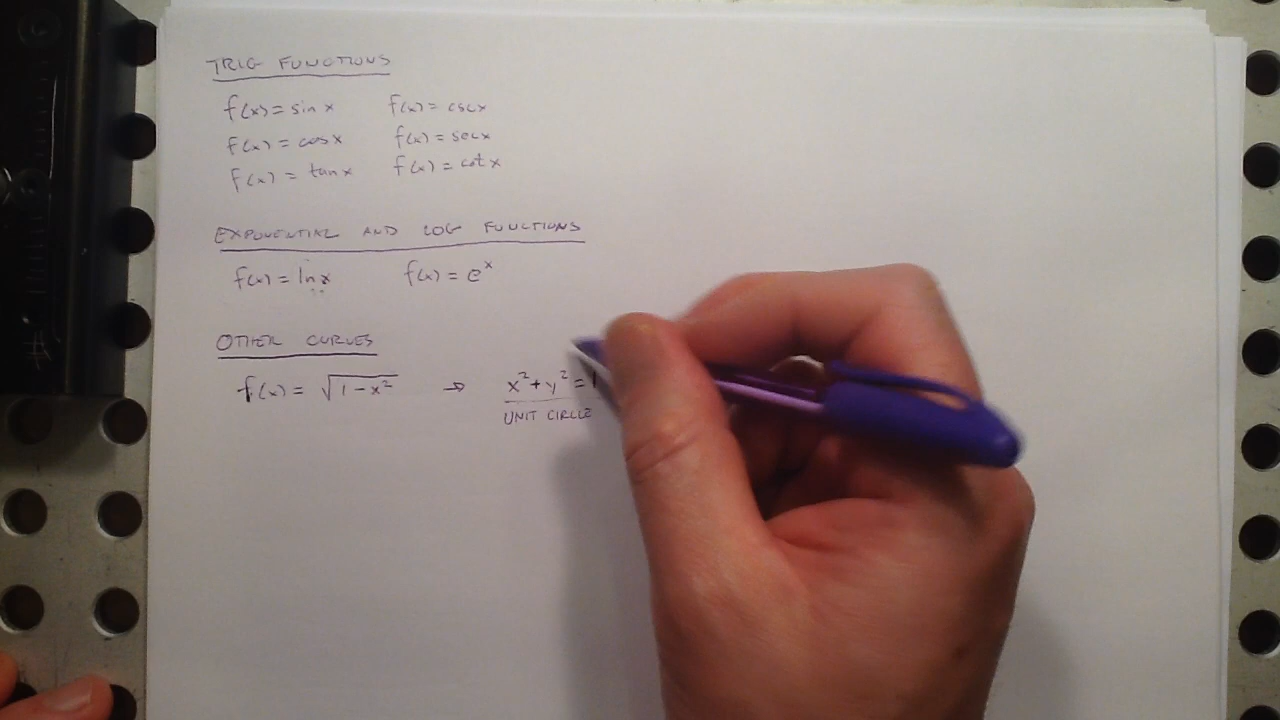 TRIG FUNCTIONS
f(x) = sin x f(x) = csc x
f(x) = cos x f(x) = sec x
f(x) = tan x f(x) = cot x
EXPONENTIAL AND LOG FUNCTIONS
f(x) = ln x f(x) = e^x
OTHER CURVES
f(x) = √(1-x²) → x² + y² = 1
UNIT CIRCLE